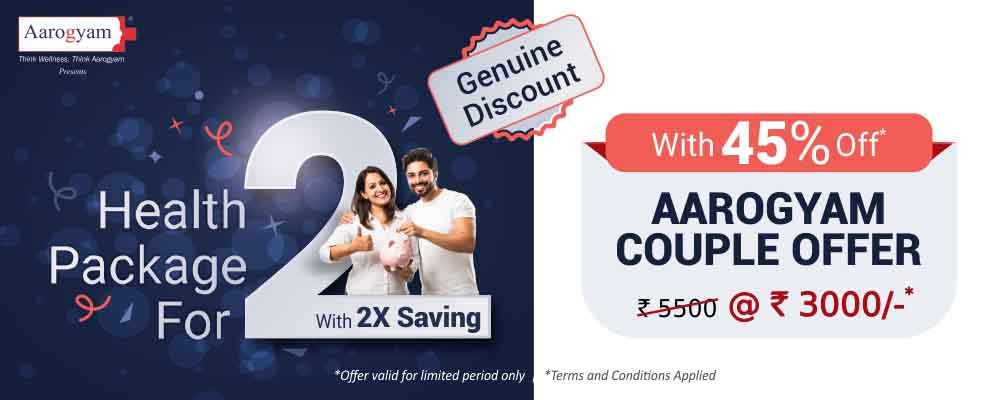 Aarogyam
Think Wellness. Think Aarogyam
Presents
Genuine
Discount
Health
Package
For 2
With 2X Saving
With 45% Off*
AAROGYAM
COUPLE OFFER
₹ 5500 @ ₹ 3000/-*
*Offer valid for limited period only
*Terms and Conditions Applied